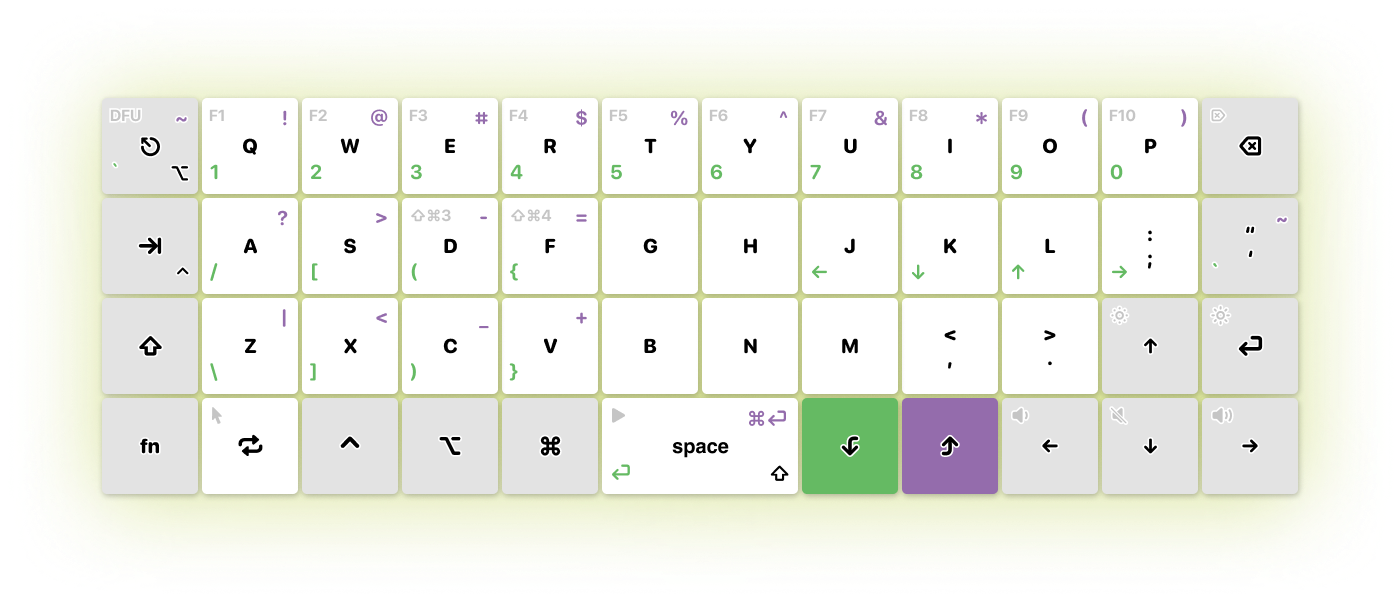 DFU ~ F1 ! F2 @ F3 # F4 $ F5 % F6 ^ F7 & F8 * F9 ( F10 ) ⌦
⎋ Q W E R T Y U I O P ⌫
` ⌥ 1 2 3 4 5 6 7 8 9 0
? > ⇧⌘3 - ⇧⌘4 = " ~
⇥ A S D F G H J K L : '
^ / [ ( { ← ↓ ↑ → ; `
| < _ +
⇧ Z X C V B N M < > ↑ ↩
\ ] ) } , .
⌘↩
fn ^ ⌥ ⌘ space ← ↓ →
↩ ⇧